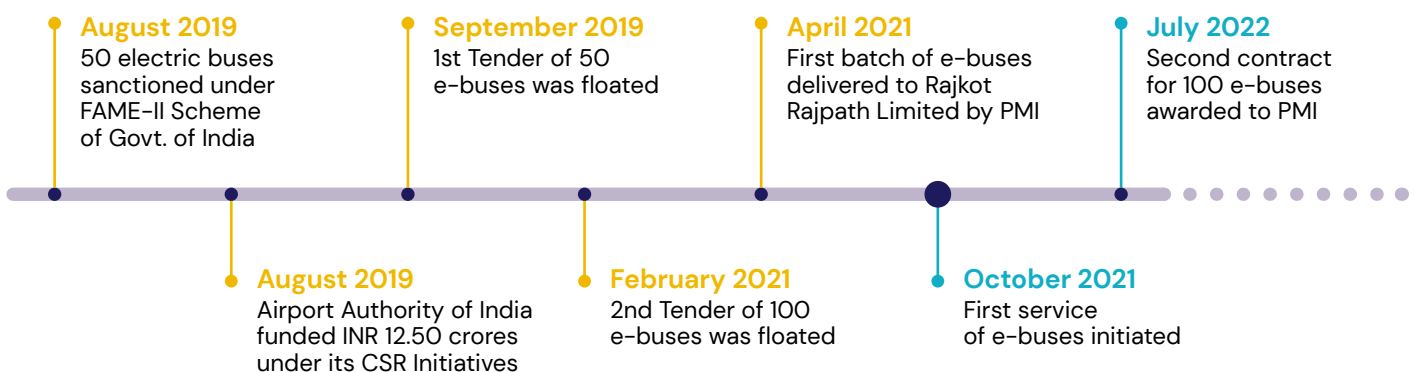 August 2019
50 electric buses
sanctioned under
FAME-II Scheme
of Govt. of India
September 2019
1st Tender of 50
e-buses was floated
April 2021
First batch of e-buses
delivered to Rajkot
Rajpath Limited by PMI
July 2022
Second contract
for 100 e-buses
awarded to PMI
August 2019
Airport Authority of India
funded INR 12.50 crores
under its CSR Initiatives
February 2021
2nd Tender of 100
e-buses was floated
October 2021
First service
of e-buses initiated